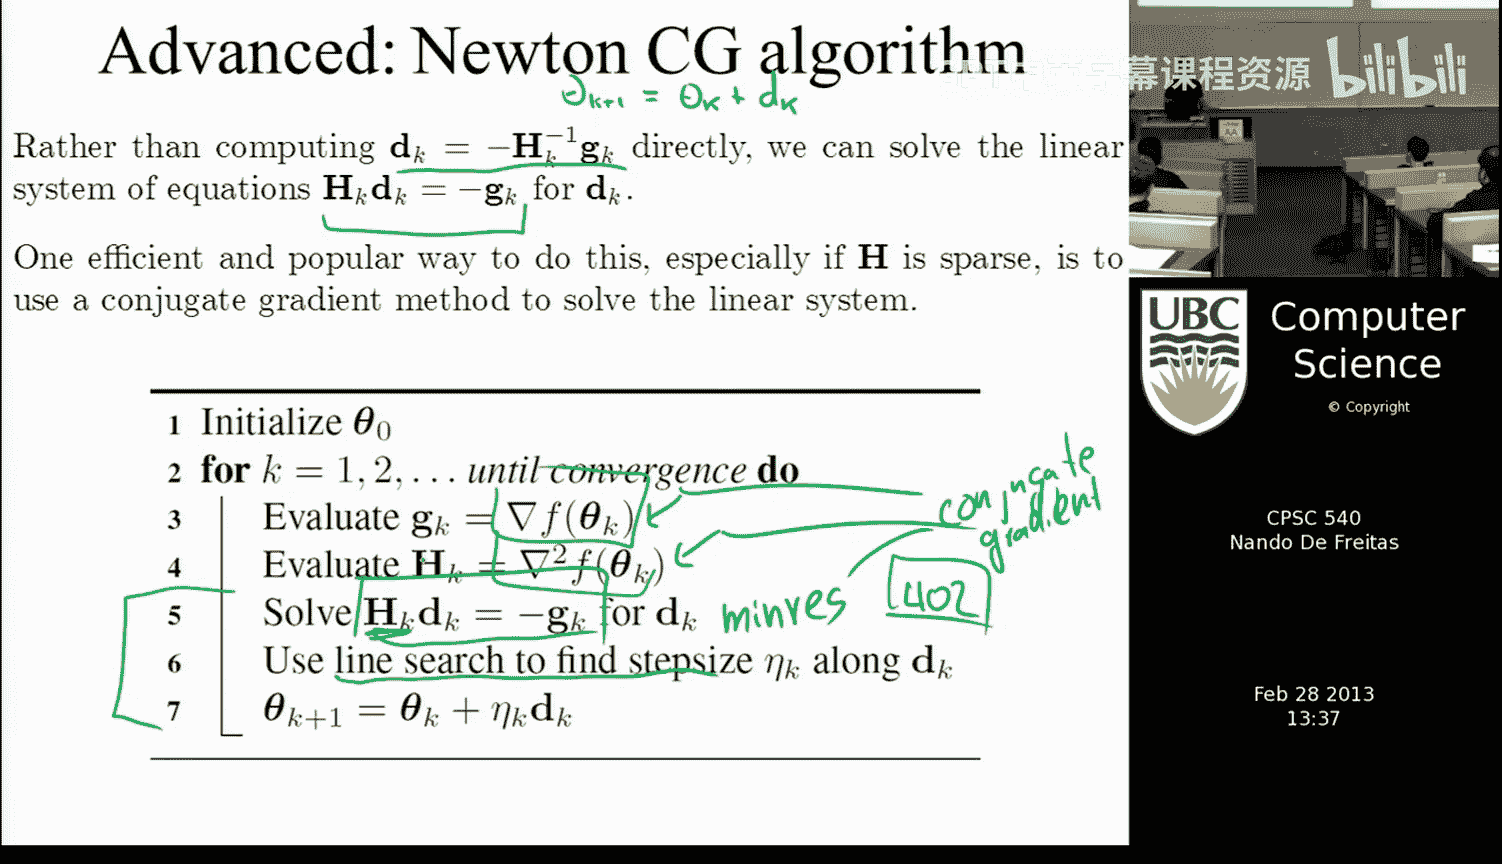 Advanced: Newton CG algorithm
θk+1 = θk + dk
Rather than computing dₖ = −Hₖ⁻¹gₖ directly, we can solve the linear
system of equations Hₖdₖ = −gₖ for dₖ.
One efficient and popular way to do this, especially if H is sparse, is to
use a conjugate gradient method to solve the linear system.
1 Initialize θ₀
2 for k = 1, 2, . . . until convergence do
3 Evaluate gₖ = ∇f(θₖ)
4 Evaluate Hₖ = ∇²f(θₖ)
5 Solve Hₖdₖ = −gₖ for dₖ
6 Use line search to find stepsize ηₖ along dₖ
7 θₖ₊₁ = θₖ + ηₖdₖ
conjugate
gradient
minres
402
幕课程资源 bilibili
UBC
Computer
Science
© Copyright
CPSC 540
Nando De Freitas
Feb 28 2013
13:37